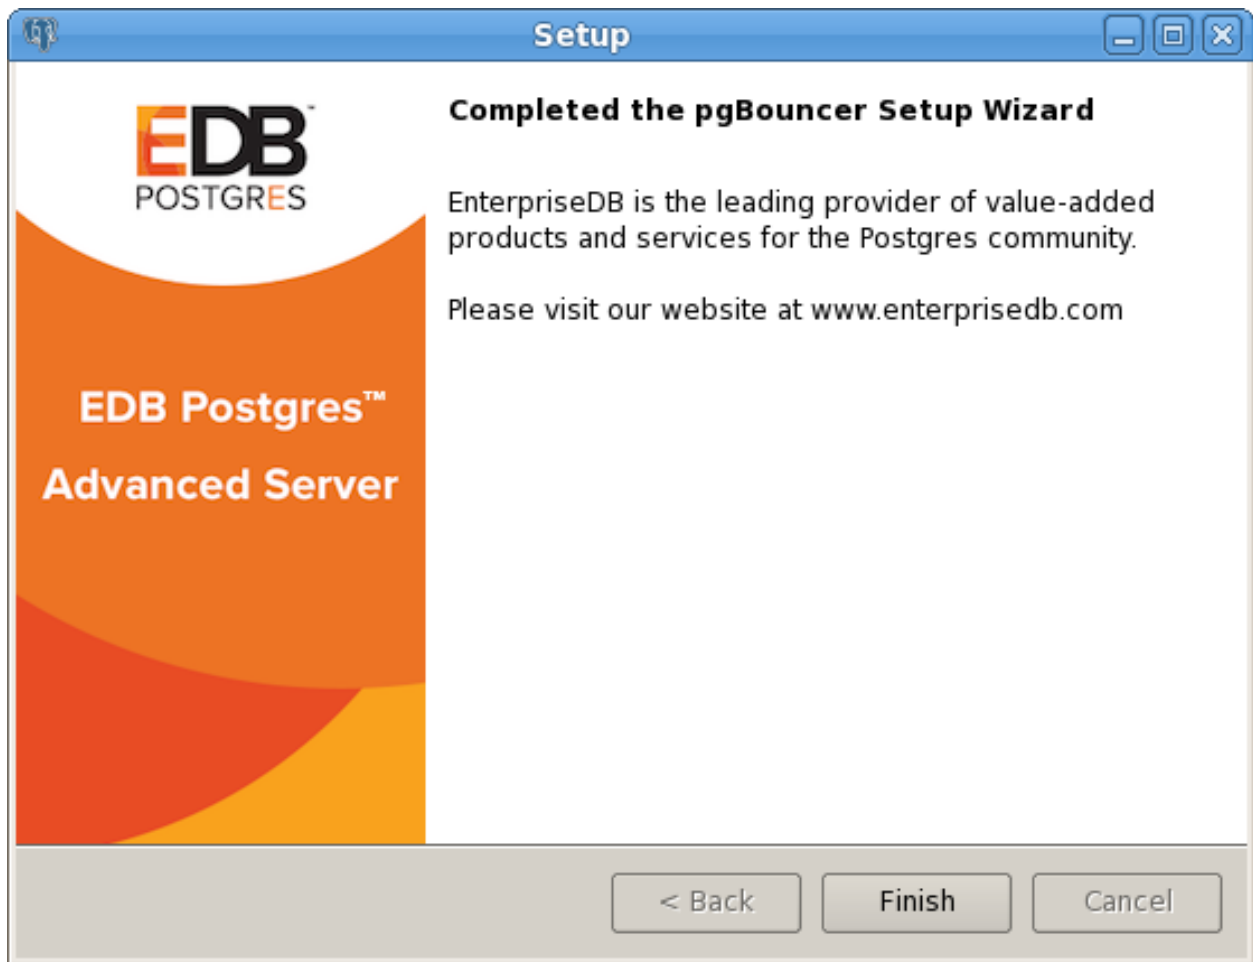 Setup
EDB™
POSTGRES
Completed the pgBouncer Setup Wizard
EnterpriseDB is the leading provider of value-added
products and services for the Postgres community.
Please visit our website at www.enterprisedb.com
EDB Postgres™
Advanced Server
< Back
Finish
Cancel